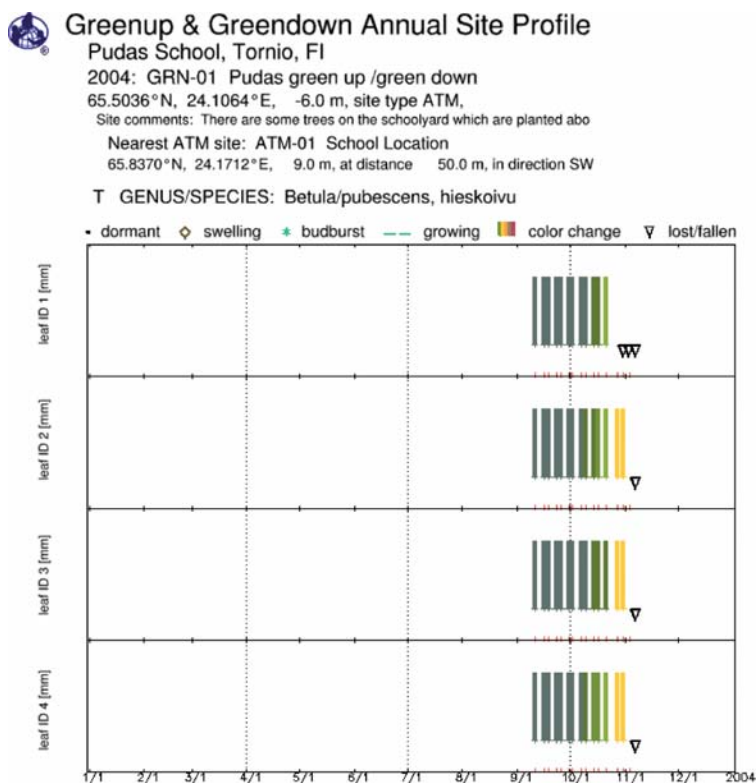 Greenup & Greendown Annual Site Profile
®
Pudas School, Tornio, FI
2004: GRN-01 Pudas green up /green down
65.5036°N, 24.1064°E, -6.0 m, site type ATM,
Site comments: There are some trees on the schoolyard which are planted abo
Nearest ATM site: ATM-01 School Location
65.8370°N, 24.1712°E, 9.0 m, at distance 50.0 m, in direction SW
T GENUS/SPECIES: Betula/pubescens, hieskoivu
dormant swelling budburst growing color change lost/fallen
leaf ID 1 [mm]
leaf ID 2 [mm]
leaf ID 3 [mm]
leaf ID 4 [mm]
1/1 2/1 3/1 4/1 5/1 6/1 7/1 8/1 9/1 10/1 11/1 12/1 2004